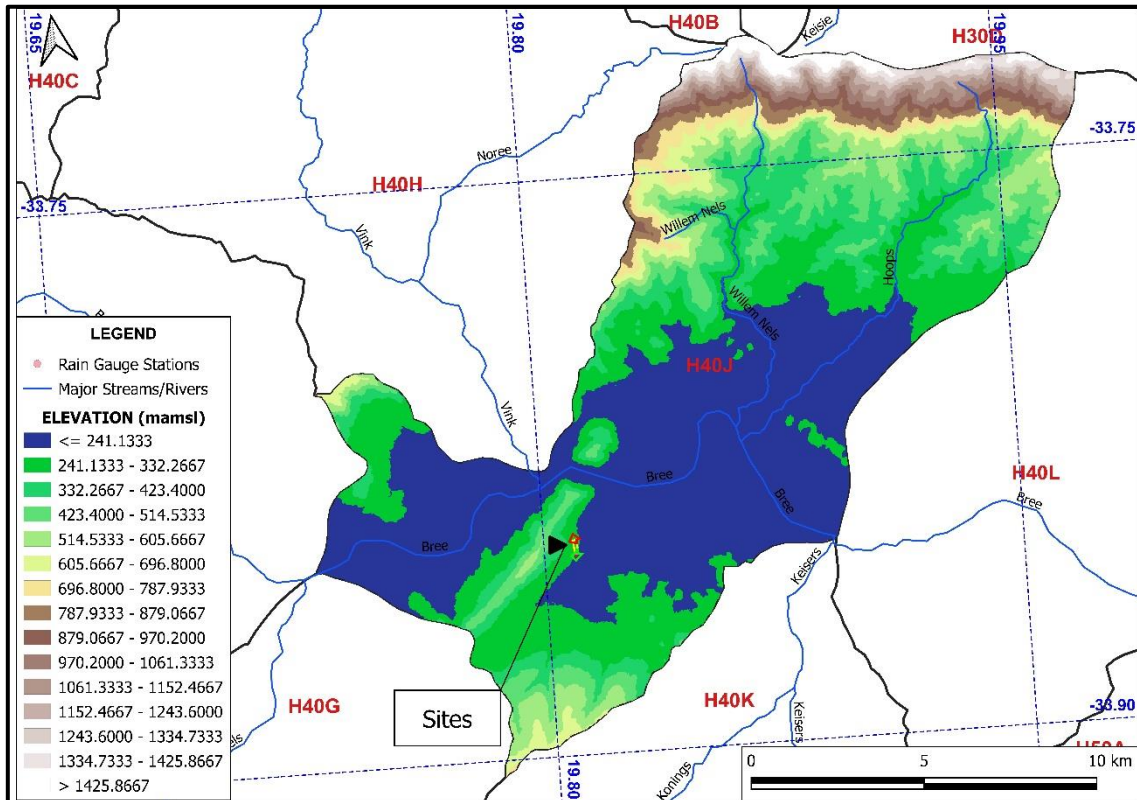 19.65
19.80
19.95
H40B
Keisie
H30D
H40C
-33.75
Noree
H40H
-33.75
Willem Nels
Vink
Hoops
Willem Nels
H40J
Vink
Bree
Bree
Bree
H40L
Bree
Keisers
H40G
H40K
-33.90
Keisers
Konings
19.80
Sites
LEGEND
Rain Gauge Stations
Major Streams/Rivers
ELEVATION (mamsl)
<= 241.1333
241.1333 - 332.2667
332.2667 - 423.4000
423.4000 - 514.5333
514.5333 - 605.6667
605.6667 - 696.8000
696.8000 - 787.9333
787.9333 - 879.0667
879.0667 - 970.2000
970.2000 - 1061.3333
1061.3333 - 1152.4667
1152.4667 - 1243.6000
1243.6000 - 1334.7333
1334.7333 - 1425.8667
> 1425.8667
0 5 10 km